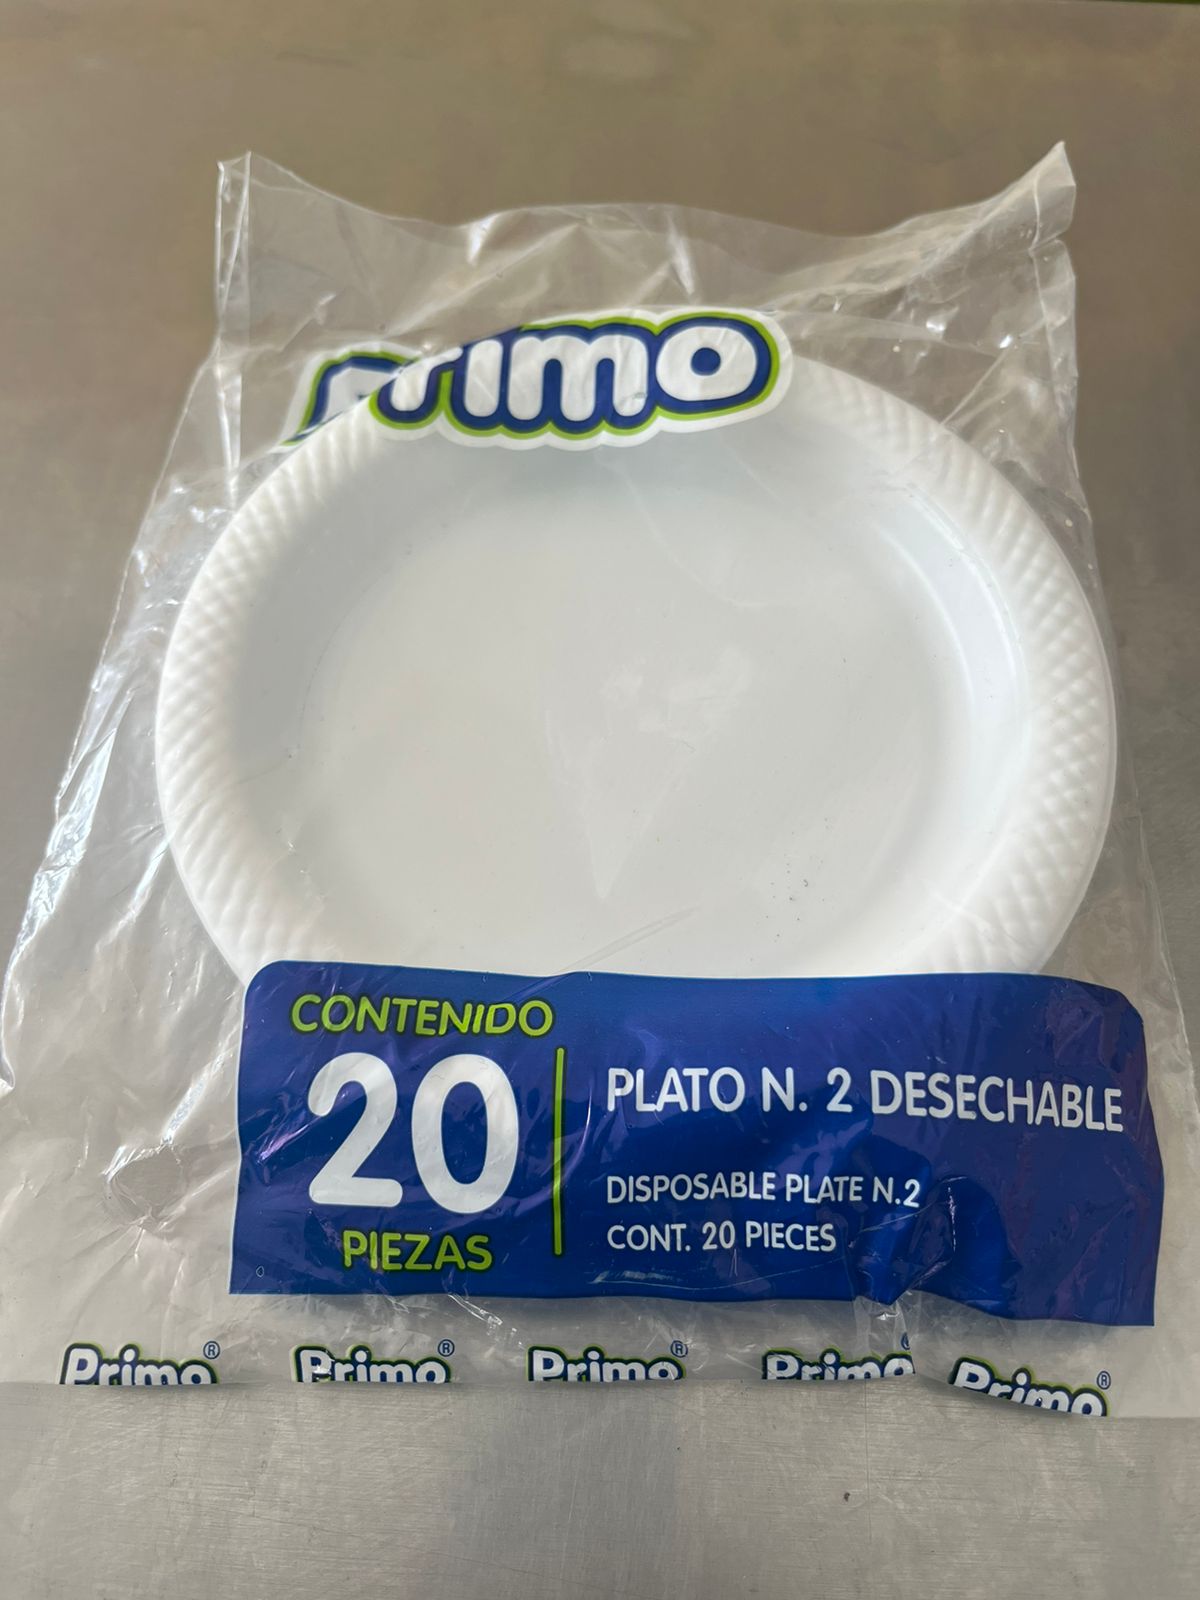 Primo
CONTENIDO
20
PIEZAS
PLATO N. 2 DESECHABLE
DISPOSABLE PLATE N.2
CONT. 20 PIECES
Primo® Primo® Primo® Primo® Primo®